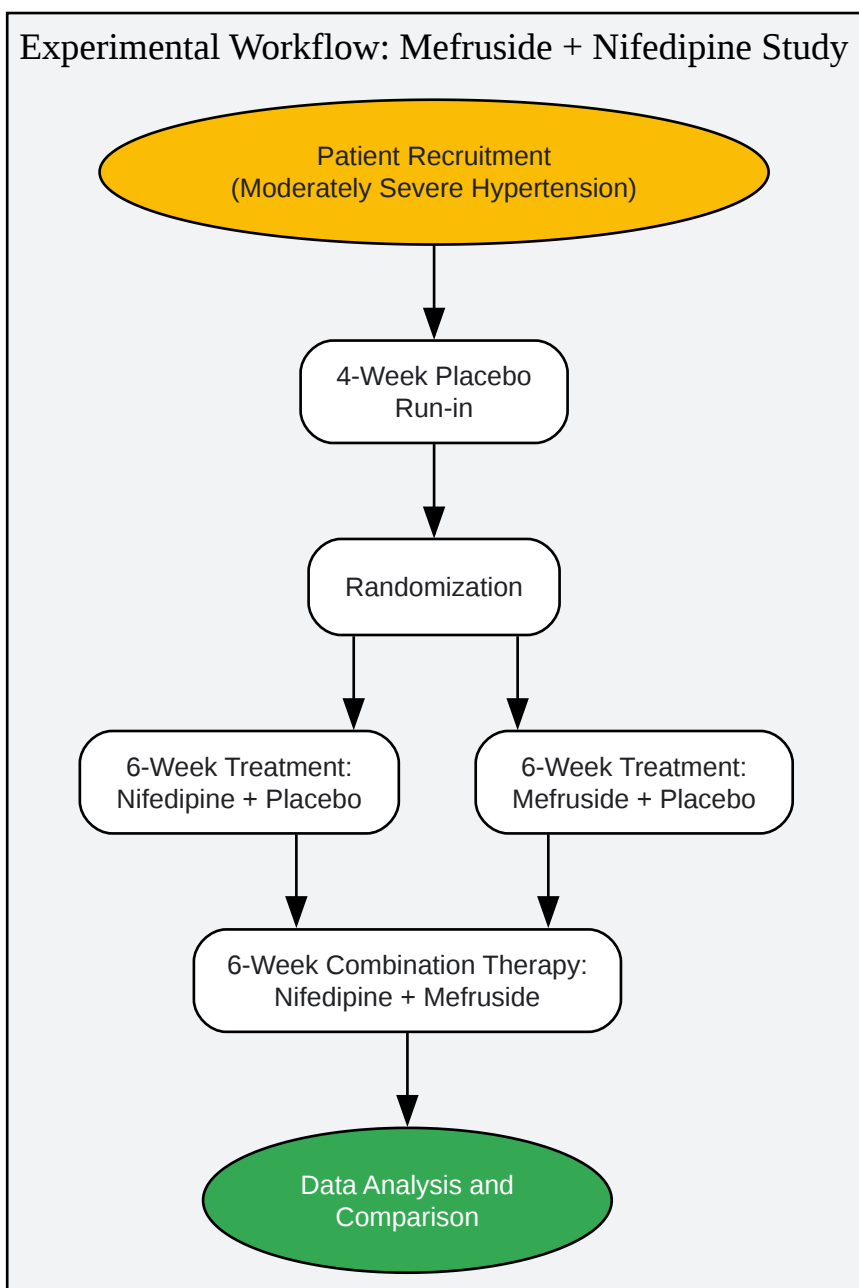 Experimental Workflow: Mefruside + Nifedipine Study
Patient Recruitment
(Moderately Severe Hypertension)
4-Week Placebo
Run-in
Randomization
6-Week Treatment:
Nifedipine + Placebo
6-Week Treatment:
Mefruside + Placebo
6-Week Combination Therapy:
Nifedipine + Mefruside
Data Analysis and
Comparison